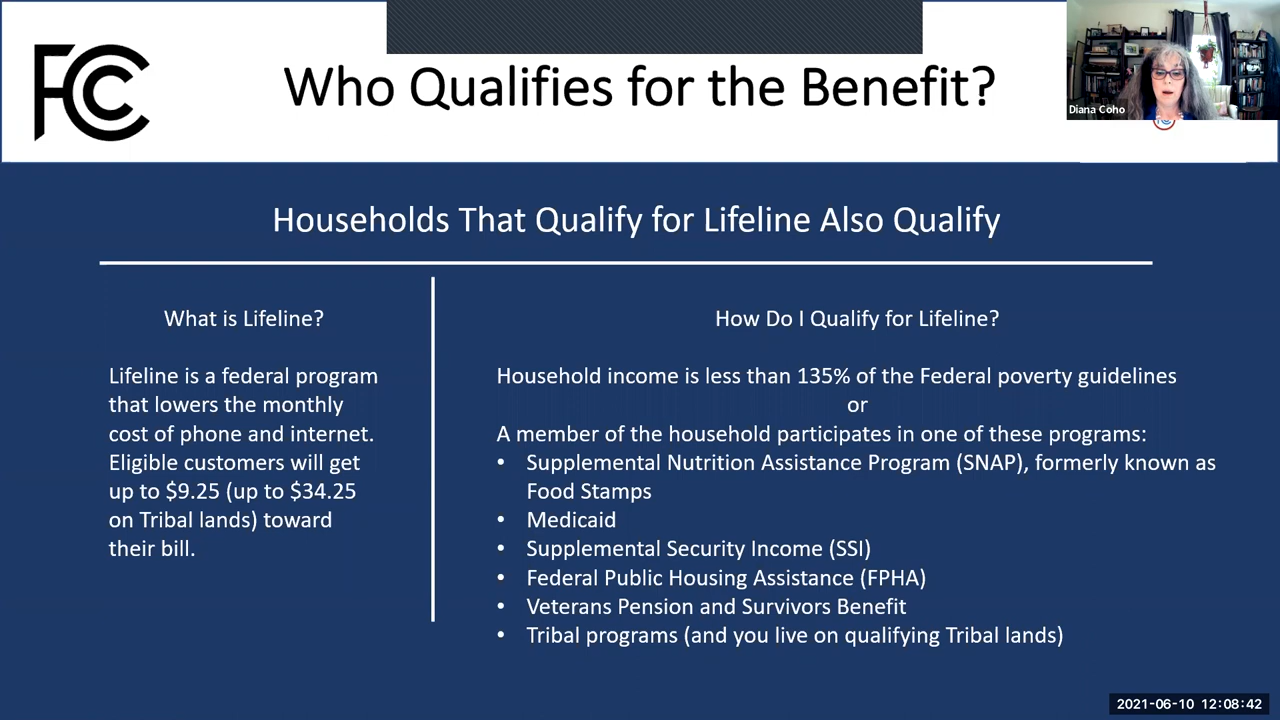 FCC
Who Qualifies for the Benefit?
Diana Coho
Households That Qualify for Lifeline Also Qualify
What is Lifeline?
Lifeline is a federal program
that lowers the monthly
cost of phone and internet.
Eligible customers will get
up to $9.25 (up to $34.25
on Tribal lands) toward
their bill.
How Do I Qualify for Lifeline?
Household income is less than 135% of the Federal poverty guidelines
or
A member of the household participates in one of these programs:
• Supplemental Nutrition Assistance Program (SNAP), formerly known as
Food Stamps
• Medicaid
• Supplemental Security Income (SSI)
• Federal Public Housing Assistance (FPHA)
• Veterans Pension and Survivors Benefit
• Tribal programs (and you live on qualifying Tribal lands)
2021-06-10 12:08:42